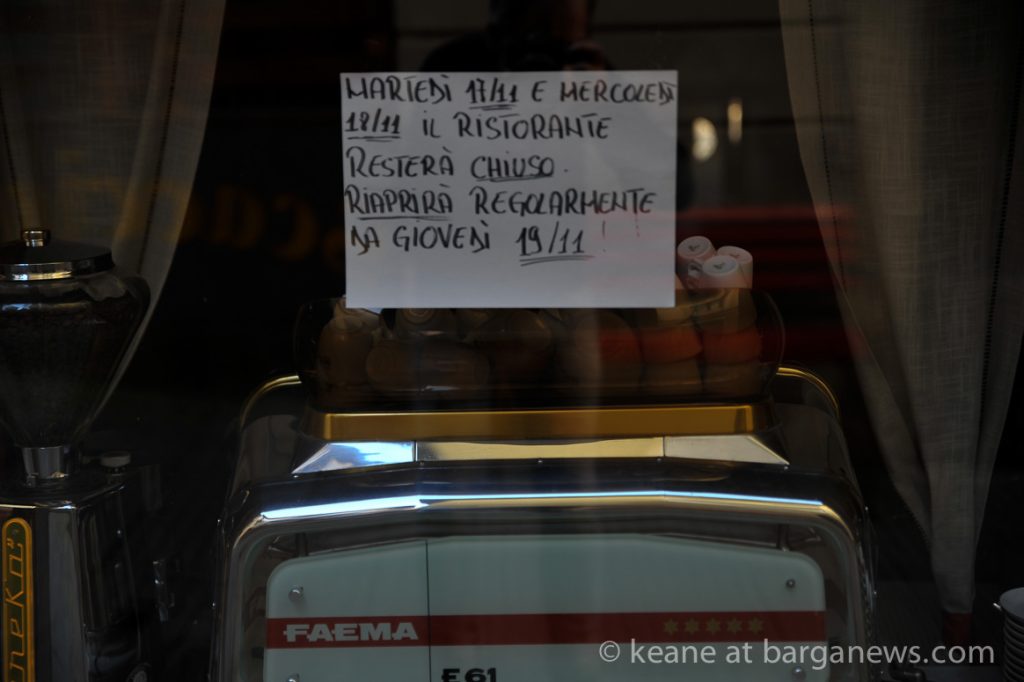 MARTEDÌ 17/11 E MERCOLEDÌ
18/11 IL RISTORANTE
RESTERÀ CHIUSO.
RIAPRIRÀ REGOLARMENTE
DA GIOVEDÌ 19/11!
FAEMA
E61
© keane at barganews.com